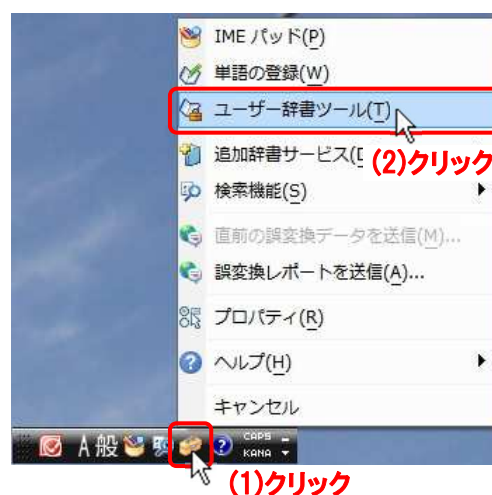 IME パッド(P)
単語の登録(W)
ユーザー辞書ツール(T)
追加辞書サービス(
(2)クリック
検索機能(S)
直前の誤変換データを送信(M)...
誤変換レポートを送信(A)...
プロパティ(R)
ヘルプ(H)
キャンセル
A 般
CAPS
KANA
(1)クリック